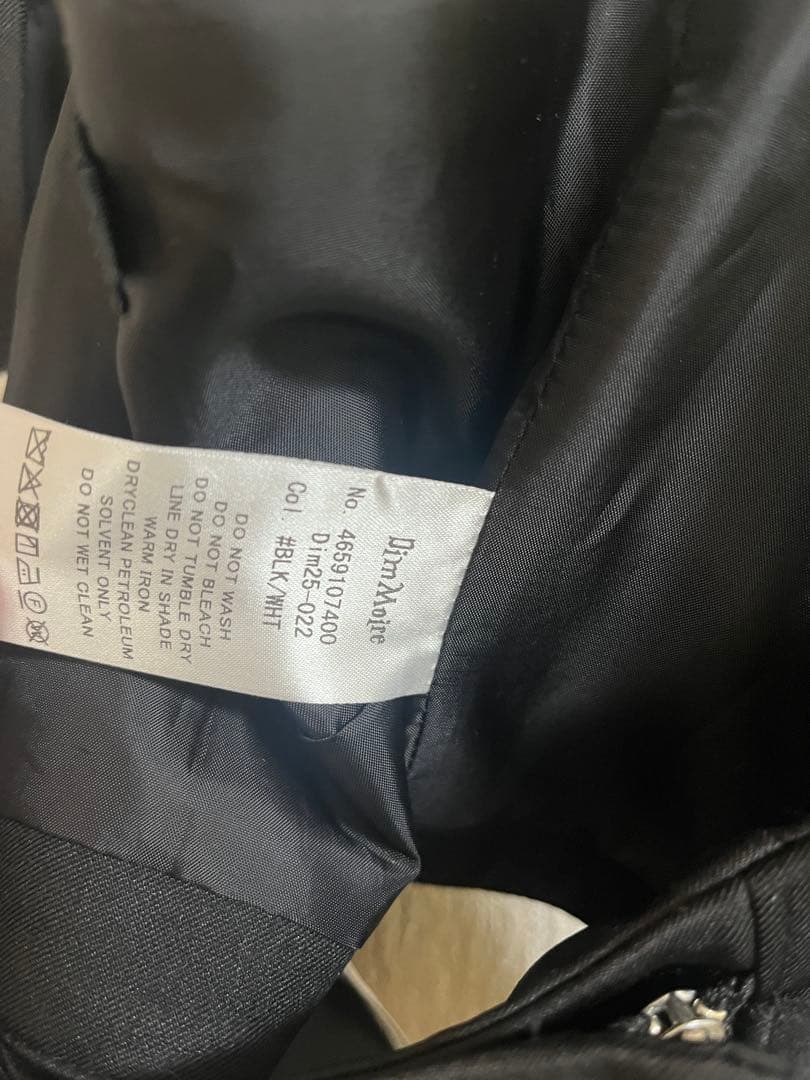 DimMoire
No. 4659107400
Dim25-022
Col. #BLK/WHT
DO NOT WASH
DO NOT BLEACH
DO NOT TUMBLE DRY
LINE DRY IN SHADE
WARM IRON
DRYCLEAN PETROLEUM
SOLVENT ONLY
DO NOT WET CLEAN